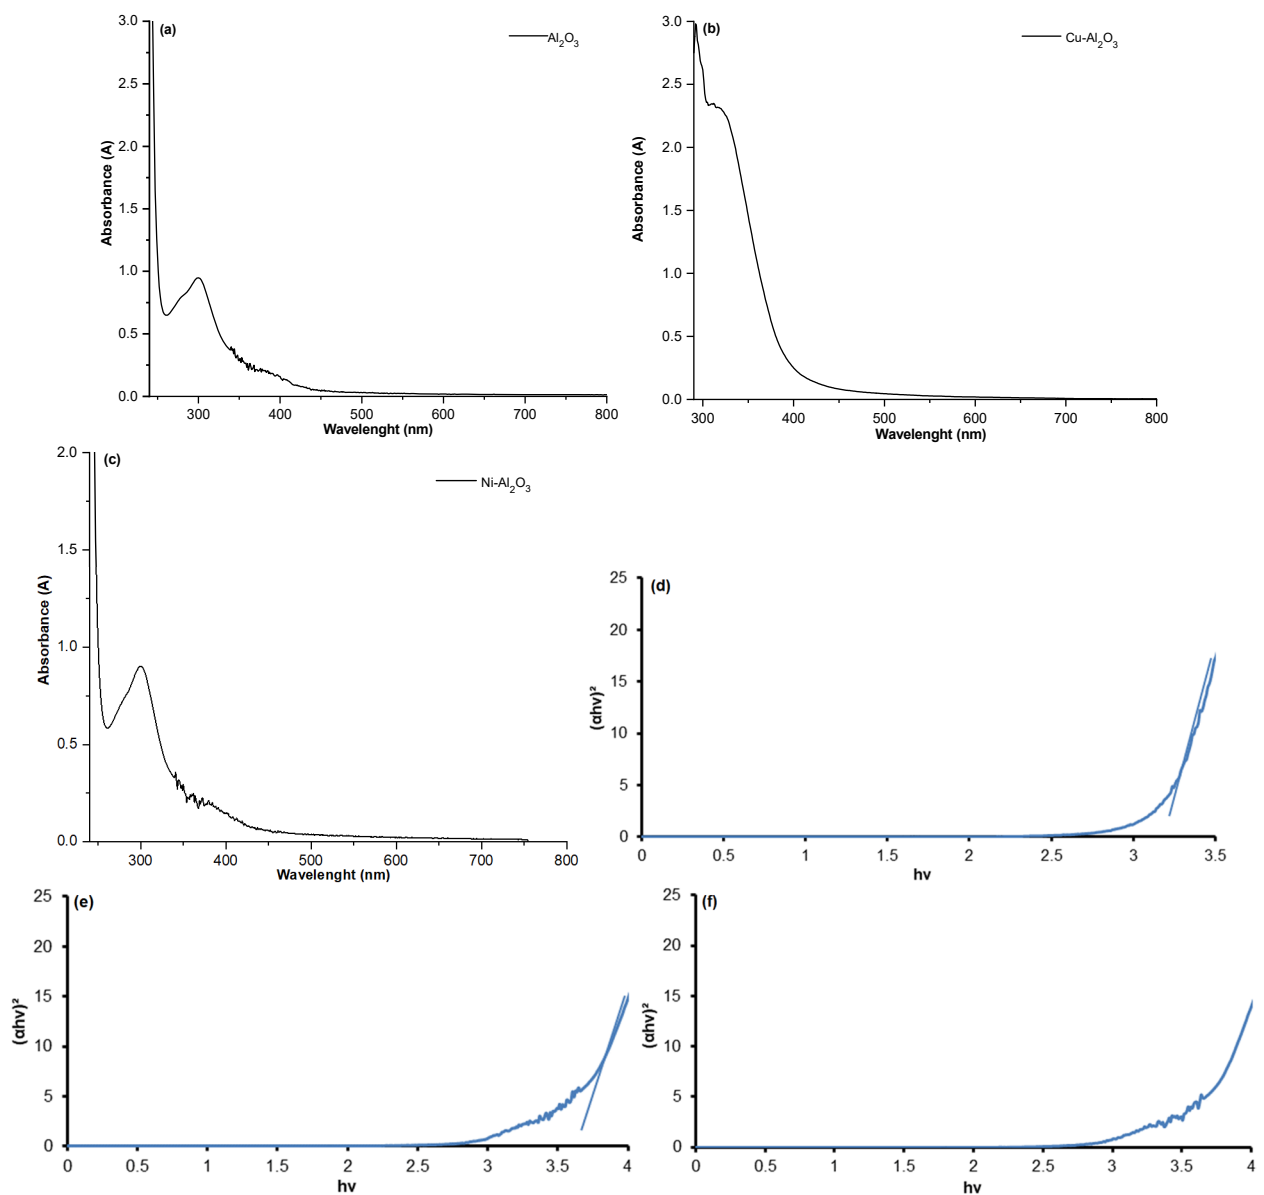 (a)
Al2O3
3.0
2.5
2.0
1.5
1.0
0.5
0.0
Absorbance (A)
300 400 500 600 700 800
Wavelenght (nm)
(b)
Cu-Al2O3
3.0
2.5
2.0
1.5
1.0
0.5
0.0
Absorbance (A)
300 400 500 600 700 800
Wavelenght (nm)
(c)
Ni-Al2O3
2.0
1.5
1.0
0.5
0.0
Absorbance (A)
300 400 500 600 700 800
Wavelenght (nm)
(d)
25
20
15
10
5
0
(αhv)²
0 0.5 1 1.5 2 2.5 3 3.5
hv
(e)
25
20
15
10
5
0
(αhv)²
0 0.5 1 1.5 2 2.5 3 3.5 4
hv
(f)
25
20
15
10
5
0
(αhv)²
0 0.5 1 1.5 2 2.5 3 3.5 4
hv